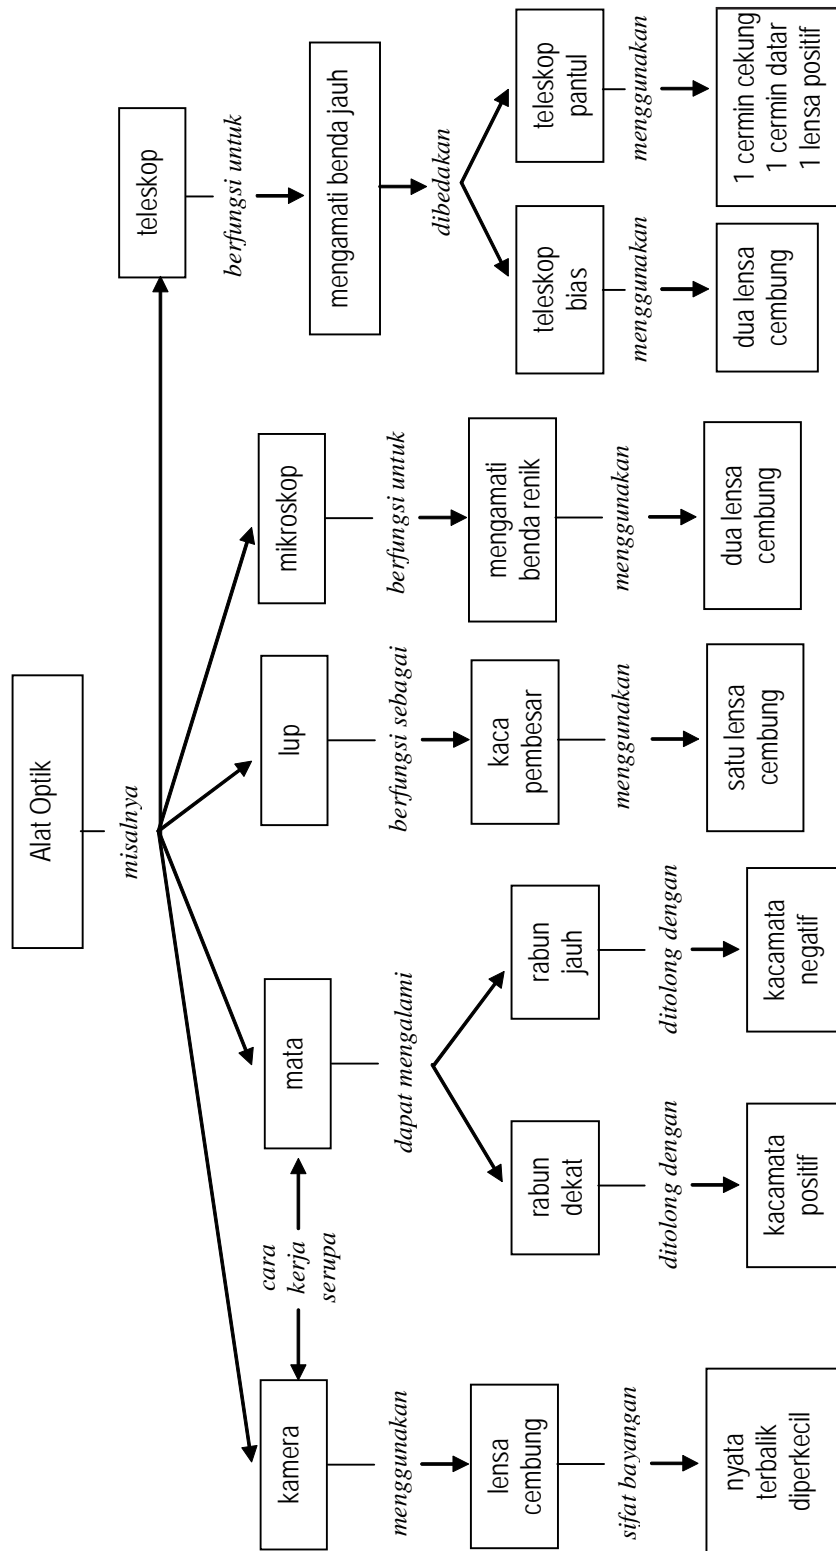 Alat Optik
misalnya
kamera
menggunakan
lensa
cembung
sifat bayangan
nyata
terbalik
diperkecil
cara
kerja
serupa
mata
dapat mengalami
rabun
dekat
ditolong dengan
kacamata
positif
rabun
jauh
ditolong dengan
kacamata
negatif
lup
berfungsi sebagai
kaca
pembesar
menggunakan
satu lensa
cembung
mikroskop
berfungsi untuk
mengamati
benda renik
menggunakan
dua lensa
cembung
teleskop
berfungsi untuk
mengamati benda jauh
dibedakan
teleskop
bias
menggunakan
dua lensa
cembung
teleskop
pantul
menggunakan
1 cermin cekung
1 cermin datar
1 lensa positif